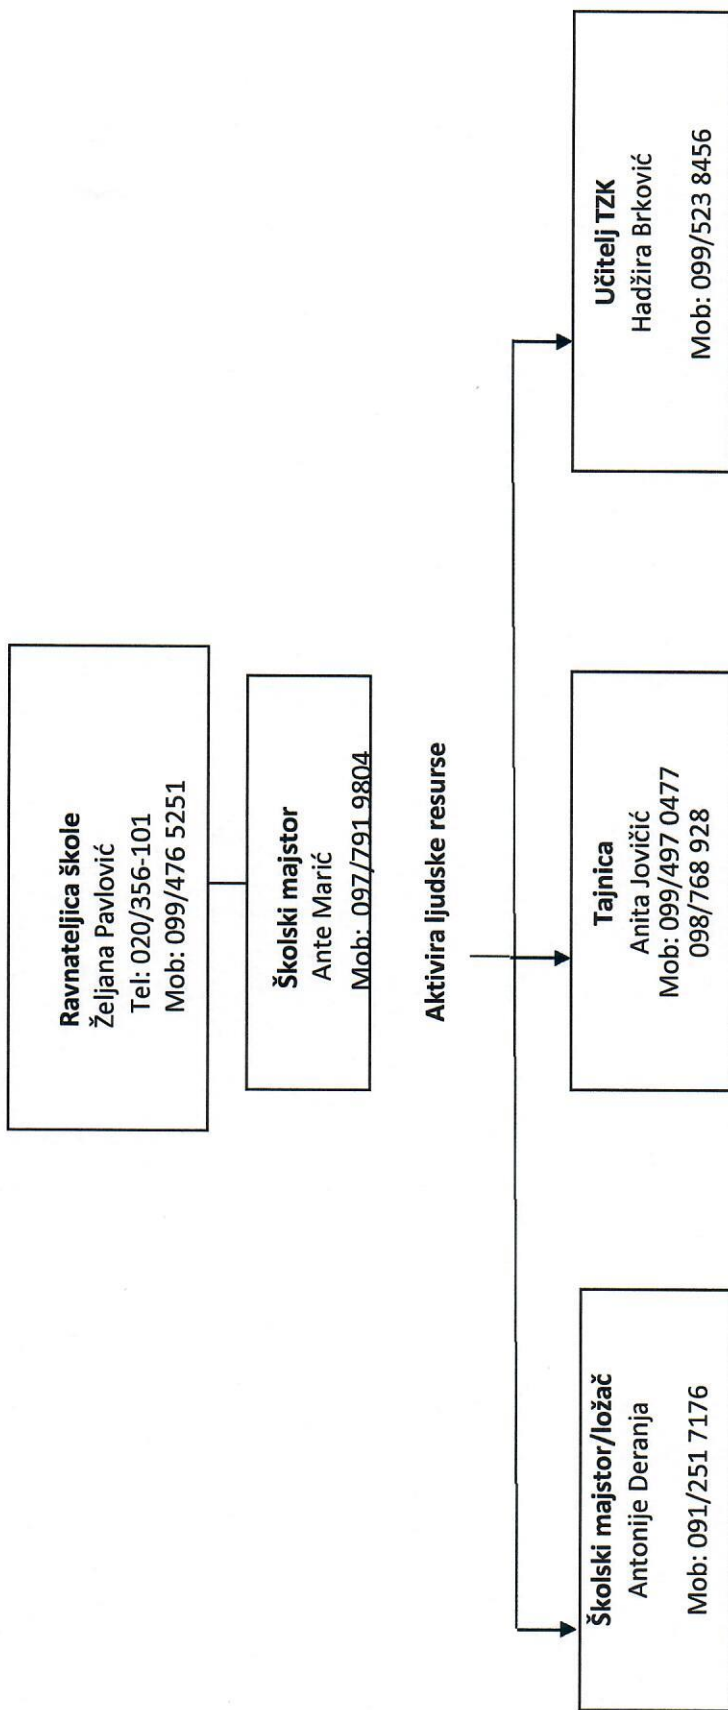 Ravnateljica škole
Željana Pavlović
Tel: 020/356-101
Mob: 099/476 5251
Školski majstor
Ante Marić
Mob: 097/791 9804
Aktivira ljudske resurse
Školski majstor/ložač
Antonije Deranja
Mob: 091/251 7176
Tajnica
Anita Jovičić
Mob: 099/497 0477
098/768 928
Učitelj TZK
Hadžira Brković
Mob: 099/523 8456